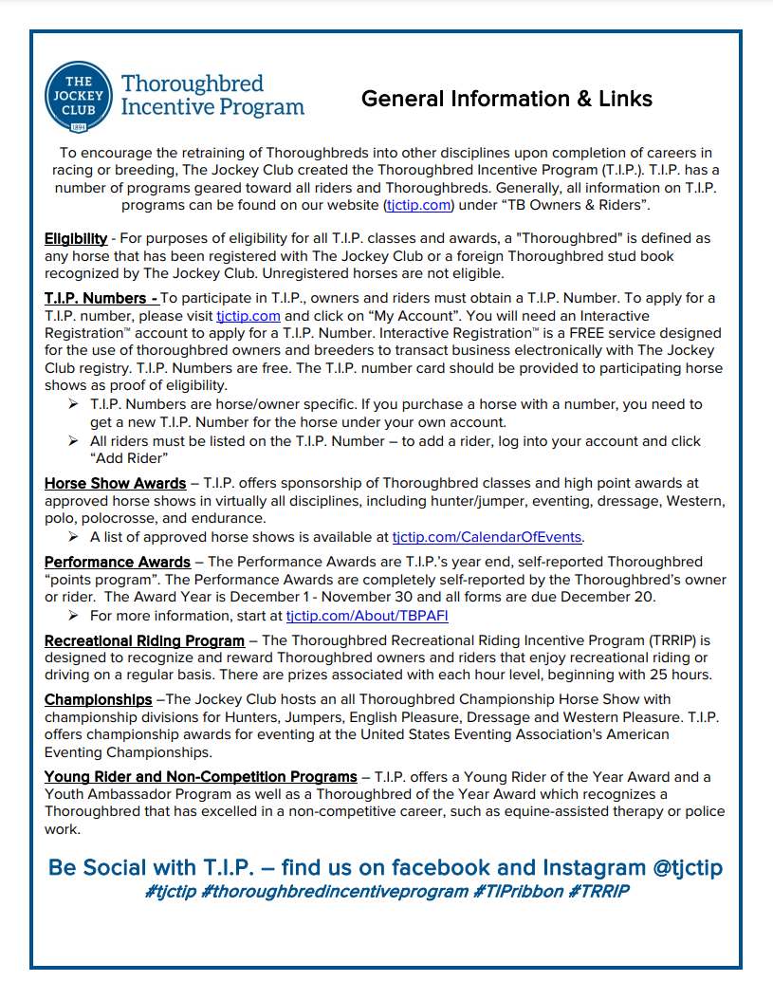 THE
JOCKEY
CLUB
1894
Thoroughbred
Incentive Program
General Information & Links
To encourage the retraining of Thoroughbreds into other disciplines upon completion of careers in
racing or breeding, The Jockey Club created the Thoroughbred Incentive Program (T.I.P.). T.I.P. has a
number of programs geared toward all riders and Thoroughbreds. Generally, all information on T.I.P.
programs can be found on our website (tjctip.com) under “TB Owners & Riders”.
Eligibility - For purposes of eligibility for all T.I.P. classes and awards, a "Thoroughbred" is defined as
any horse that has been registered with The Jockey Club or a foreign Thoroughbred stud book
recognized by The Jockey Club. Unregistered horses are not eligible.
T.I.P. Numbers - To participate in T.I.P., owners and riders must obtain a T.I.P. Number. To apply for a
T.I.P. number, please visit tjctip.com and click on “My Account”. You will need an Interactive
Registration™ account to apply for a T.I.P. Number. Interactive Registration™ is a FREE service designed
for the use of thoroughbred owners and breeders to transact business electronically with The Jockey
Club registry. T.I.P. Numbers are free. The T.I.P. number card should be provided to participating horse
shows as proof of eligibility.
➢ T.I.P. Numbers are horse/owner specific. If you purchase a horse with a number, you need to
get a new T.I.P. Number for the horse under your own account.
➢ All riders must be listed on the T.I.P. Number – to add a rider, log into your account and click
“Add Rider”
Horse Show Awards – T.I.P. offers sponsorship of Thoroughbred classes and high point awards at
approved horse shows in virtually all disciplines, including hunter/jumper, eventing, dressage, Western,
polo, polocrosse, and endurance.
➢ A list of approved horse shows is available at tjctip.com/CalendarOfEvents.
Performance Awards – The Performance Awards are T.I.P.’s year end, self-reported Thoroughbred
“points program”. The Performance Awards are completely self-reported by the Thoroughbred’s owner
or rider. The Award Year is December 1 - November 30 and all forms are due December 20.
➢ For more information, start at tjctip.com/About/TBPAFI
Recreational Riding Program – The Thoroughbred Recreational Riding Incentive Program (TRRIP) is
designed to recognize and reward Thoroughbred owners and riders that enjoy recreational riding or
driving on a regular basis. There are prizes associated with each hour level, beginning with 25 hours.
Championships –The Jockey Club hosts an all Thoroughbred Championship Horse Show with
championship divisions for Hunters, Jumpers, English Pleasure, Dressage and Western Pleasure. T.I.P.
offers championship awards for eventing at the United States Eventing Association's American
Eventing Championships.
Young Rider and Non-Competition Programs – T.I.P. offers a Young Rider of the Year Award and a
Youth Ambassador Program as well as a Thoroughbred of the Year Award which recognizes a
Thoroughbred that has excelled in a non-competitive career, such as equine-assisted therapy or police
work.
Be Social with T.I.P. – find us on facebook and Instagram @tjctip
#tjctip #thoroughbredincentiveprogram #TIPribbon #TRRIP